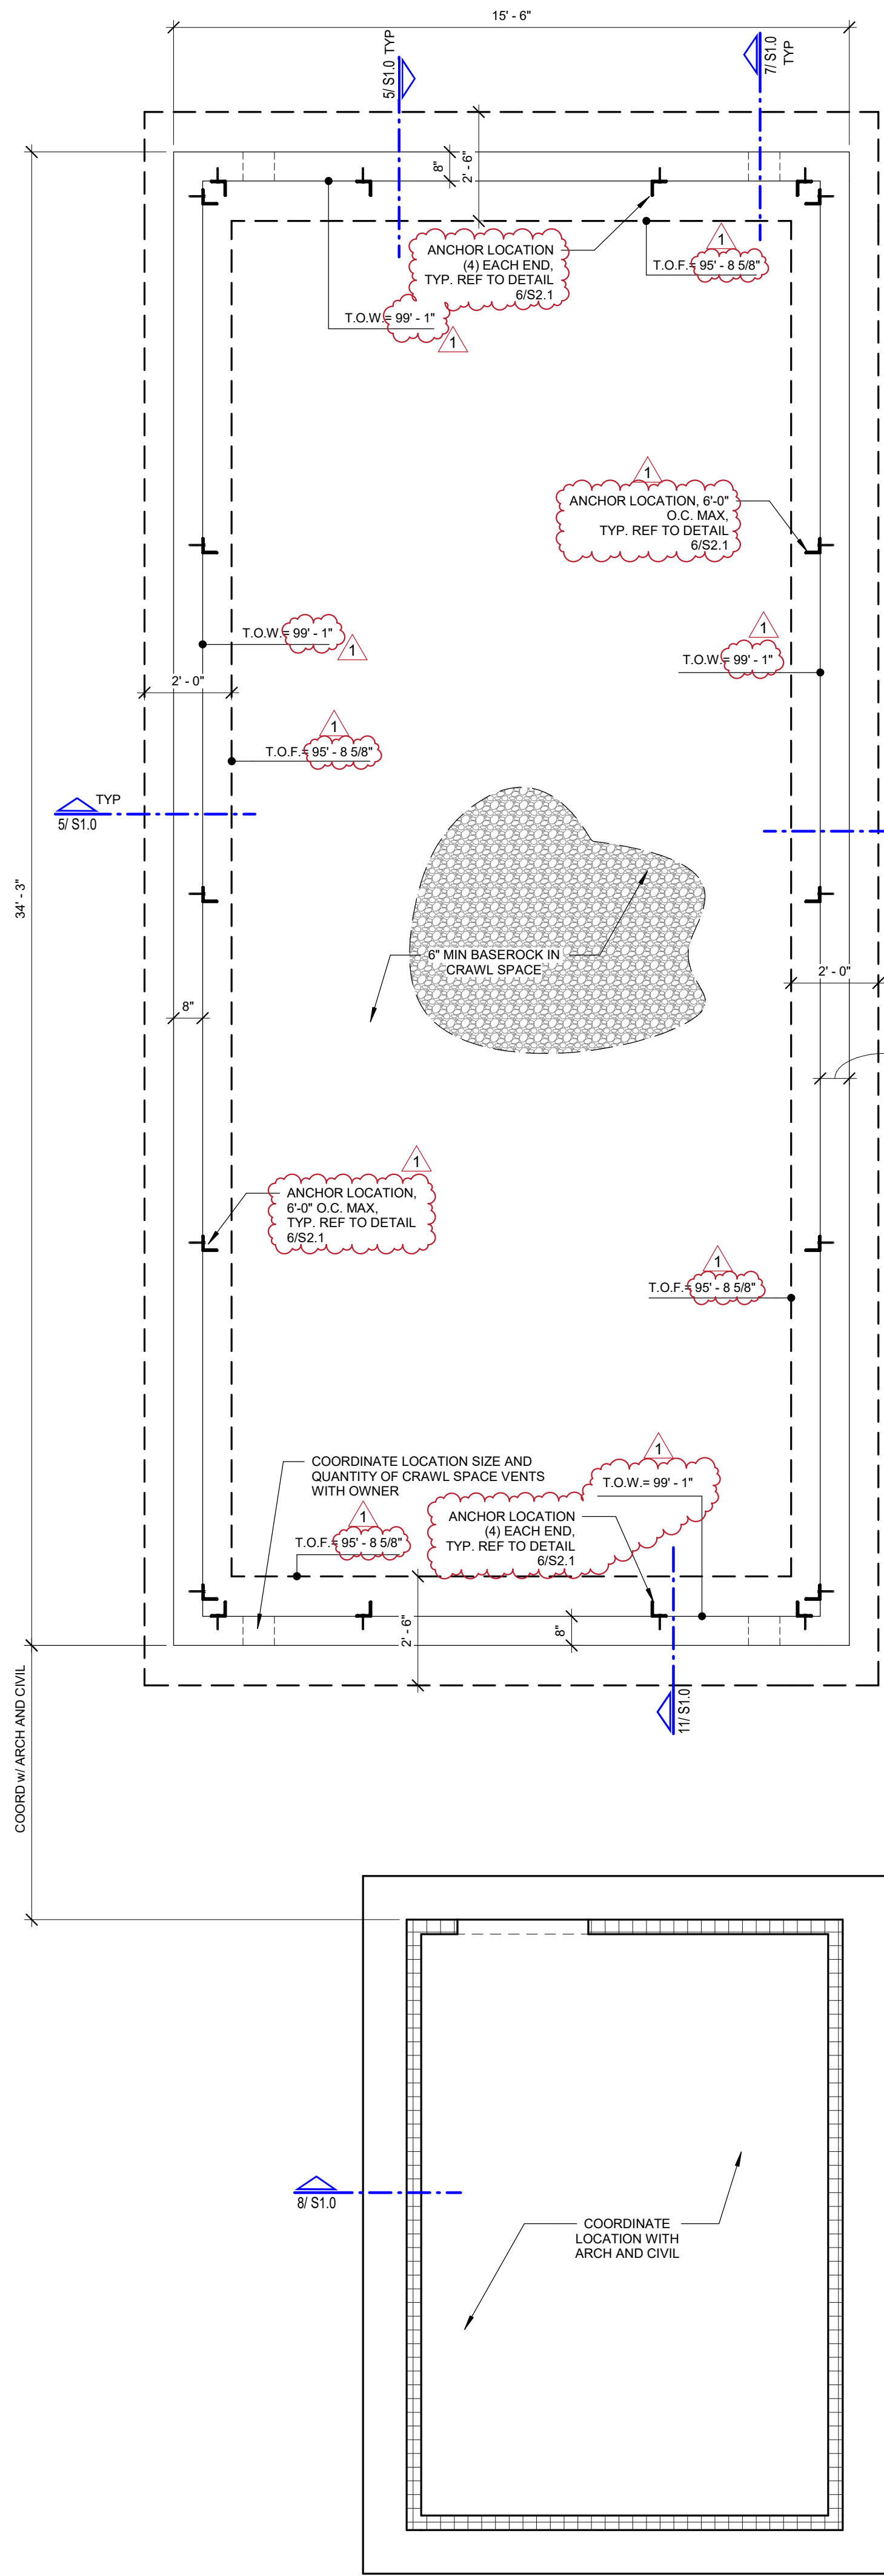 15' - 6"
5/ S1.0 TYP
7/ S1.0
TYP
8"
2' - 6"
ANCHOR LOCATION
(4) EACH END,
TYP. REF TO DETAIL
6/S2.1
1
T.O.F.= 95' - 8 5/8"
T.O.W.= 99' - 1"
1
1
ANCHOR LOCATION, 6'-0"
O.C. MAX,
TYP. REF TO DETAIL
6/S2.1
T.O.W.= 99' - 1"
1
1
T.O.W.= 99' - 1"
2' - 0"
1
T.O.F.= 95' - 8 5/8"
TYP
5/ S1.0
34' - 3"
6" MIN BASEROCK IN
CRAWL SPACE
2' - 0"
8"
1
ANCHOR LOCATION,
6'-0" O.C. MAX,
TYP. REF TO DETAIL
6/S2.1
1
T.O.F.= 95' - 8 5/8"
COORDINATE LOCATION SIZE AND
QUANTITY OF CRAWL SPACE VENTS
WITH OWNER
1
T.O.W.= 99' - 1"
1
T.O.F.= 95' - 8 5/8"
ANCHOR LOCATION
(4) EACH END,
TYP. REF TO DETAIL
6/S2.1
2' - 6"
8"
11/ S1.0
COORD w/ ARCH AND CIVIL
8/ S1.0
COORDINATE
LOCATION WITH
ARCH AND CIVIL